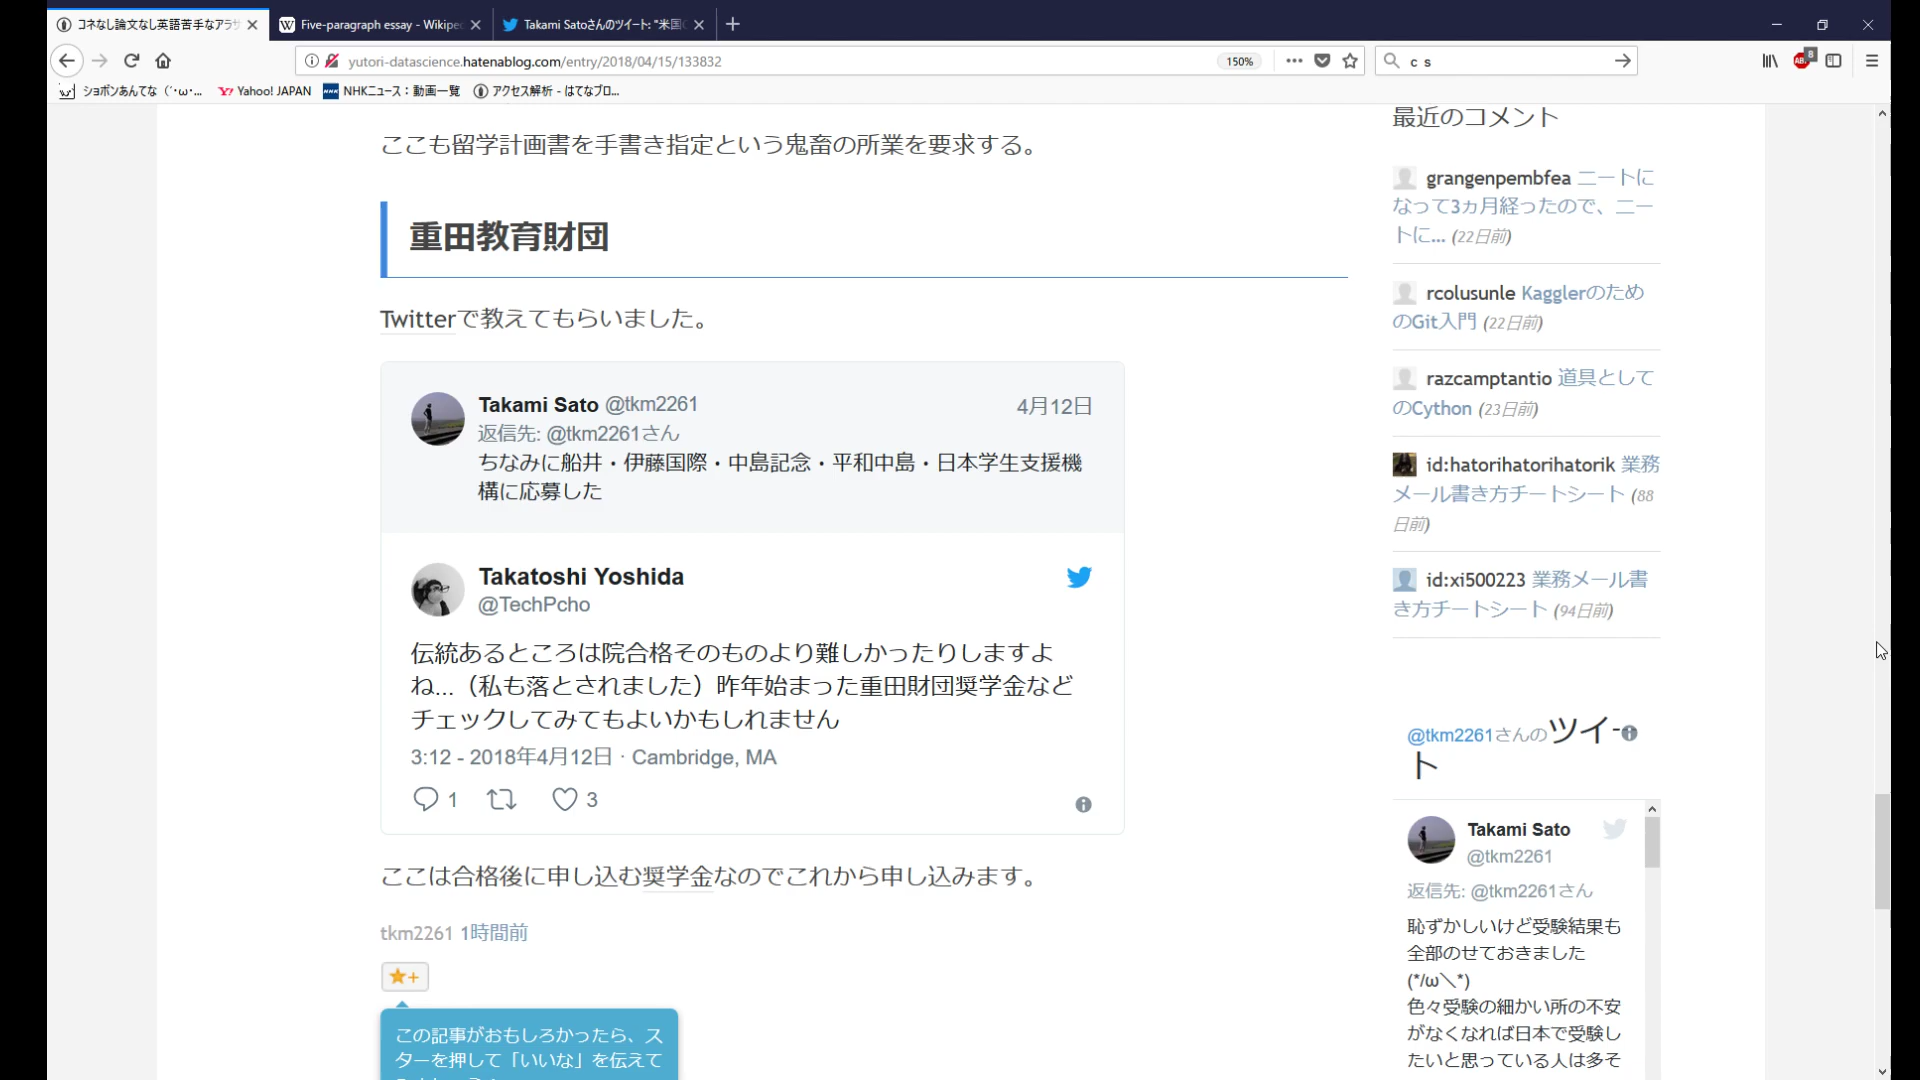 コネなし論文なし英語苦手なアラサ
Five-paragraph essay - Wikipe
Takami Satoさんのツイート: "米国
yutori-datascience.hatenablog.com/entry/2018/04/15/133832
150%
ｃｓ
8
ショボンあんてな (´･ω･...
Yahoo! JAPAN
NHKニュース：動画一覧
アクセス解析 - はてなブロ...
ここも留学計画書を手書き指定という鬼畜の所業を要求する。
重田教育財団
Twitterで教えてもらいました。
Takami Sato @tkm2261
4月12日
返信先: @tkm2261さん
ちなみに船井・伊藤国際・中島記念・平和中島・日本学生支援機
構に応募した
Takatoshi Yoshida
@TechPcho
伝統あるところは院合格そのものより難しかったりしますよ
ね...（私も落とされました）昨年始まった重田財団奨学金など
チェックしてみてもよいかもしれません
3:12 - 2018年4月12日 · Cambridge, MA
1
3
ここは合格後に申し込む奨学金なのでこれから申し込みます。
tkm2261 1時間前
この記事がおもしろかったら、ス
ターを押して「いいな」を伝えて
最近のコメント
grangenpembfea ニートに
なって3ヵ月経ったので、ニー
トに... (22日前)
rcolusunle Kagglerのため
のGit入門 (22日前)
razcamptantio 道具として
のCython (23日前)
id:hatorihatorihatorik 業務
メール書き方チートシート (88
日前)
id:xi500223 業務メール書
き方チートシート (94日前)
@tkm2261さんのツイー
ト
Takami Sato
@tkm2261
返信先: @tkm2261さん
恥ずかしいけど受験結果も
全部のせておきました
(*/ω＼*)
色々受験の細かい所の不安
がなくなれば日本で受験し
たいと思っている人は多そ